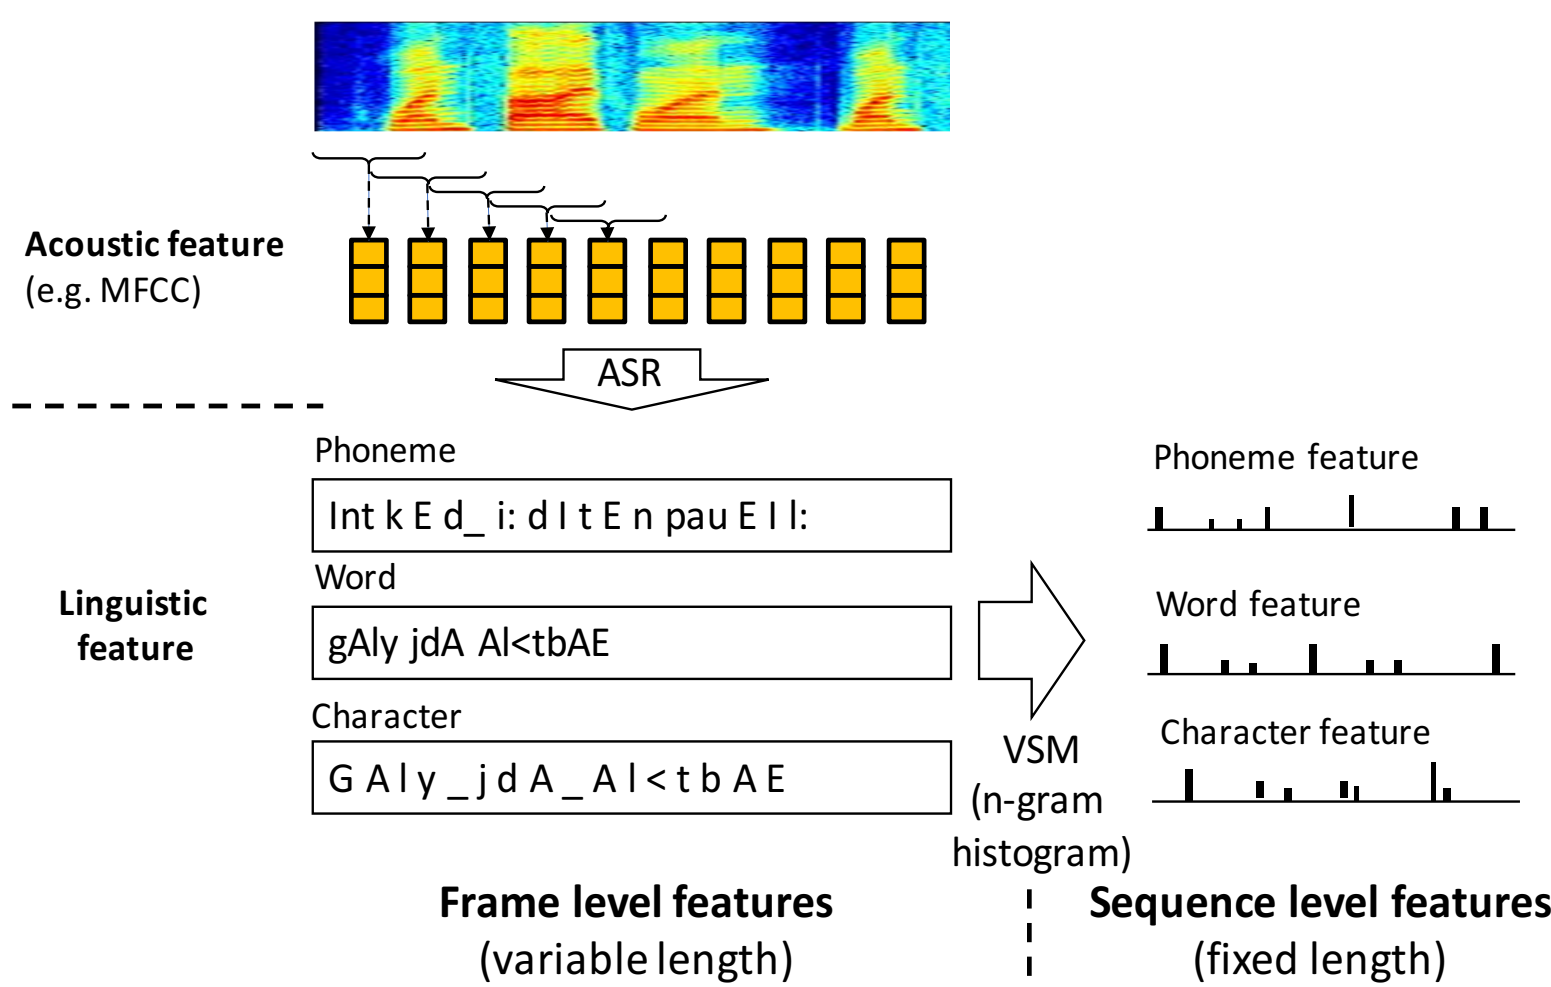 Acoustic feature
(e.g. MFCC)
ASR
Phoneme
Int k E d_ i: d I t E n pau E I l:
Word
gAly jdA Al<tbAE
Character
G A l y _ j d A _ A l < t b A E
Linguistic
feature
VSM
(n-gram
histogram)
Phoneme feature
Word feature
Character feature
Frame level features
(variable length)
Sequence level features
(fixed length)